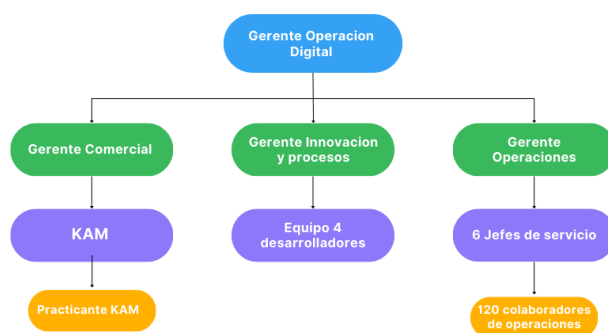 Gerente Operacion
Digital
Gerente Comercial
Gerente Innovacion
y procesos
Gerente
Operaciones
KAM
Equipo 4
desarrolladores
6 Jefes de servicio
Practicante KAM
120 colaboradores
de operaciones